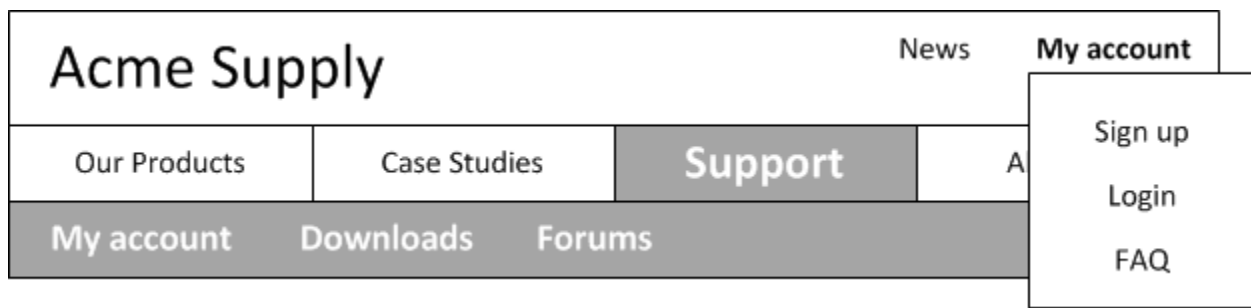 Acme Supply
News My account
Sign up
Our Products Case Studies Support
Login
My account Downloads Forums
FAQ